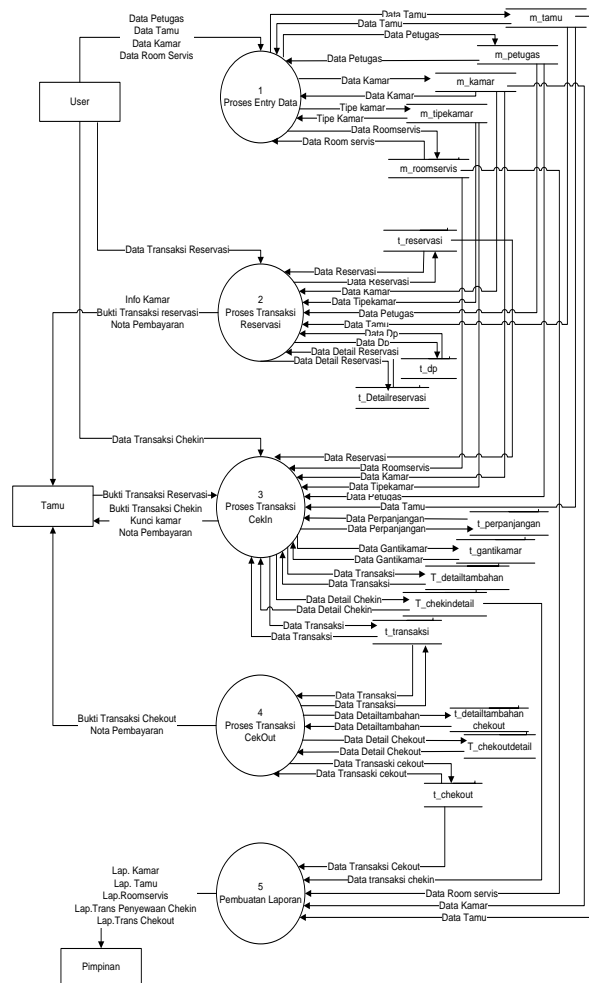 Data Petugas
Data Tamu
Data Kamar
Data Room Servis
User
1
Proses Entry Data
Data Tamu
Data Tamu
Data Petugas
Data Petugas
Data Kamar
Data Kamar
Tipe kamar
Tipe Kamar
Data Roomservis
Data Room servis
m_tamu
m_petugas
m_kamar
m_tipekamar
m_roomservis
Data Transaksi Reservasi
t_reservasi
2
Proses Transaksi
Reservasi
Info Kamar
Bukti Transaksi reservasi
Nota Pembayaran
Data Reservasi
Data Reservasi
Data Kamar
Data Tipekamar
Data Petugas
Data Tamu
Data Dp
Data Dp
Data Detail Reservasi
Data Detail Reservasi
t_dp
t_Detailreservasi
Data Transaksi Chekin
Tamu
Bukti Transaksi Reservasi
Bukti Transaksi Chekin
Kunci kamar
Nota Pembayaran
3
Proses Transaksi
CekIn
Data Reservasi
Data Roomservis
Data Kamar
Data Tipekamar
Data Petugas
Data Tamu
Data Perpanjangan
Data Perpanjangan
Data Gantikamar
Data Gantikamar
Data Transaksi
Data Transaksi
Data Detail Chekin
Data Detail Chekin
Data Transaksi
Data Transaksi
t_perpanjangan
t_gantikamar
T_detailtambahan
T_chekindetail
t_transaksi
Bukti Transaksi Chekout
Nota Pembayaran
4
Proses Transaksi
CekOut
Data Transaksi
Data Transaksi
Data Detailtambahan
Data Detailtambahan
Data Detail Chekout
Data Detail Chekout
Data Transaski cekout
Data Transaski cekout
t_detailtambahan
chekout
T_chekoutdetail
t_chekout
Lap. Kamar
Lap. Tamu
Lap.Roomservis
Lap.Trans Penyewaan Chekin
Lap.Trans Chekout
5
Pembuatan Laporan
Data Transaksi Cekout
Data transaksi chekin
Data Room servis
Data Kamar
Data Tamu
Pimpinan